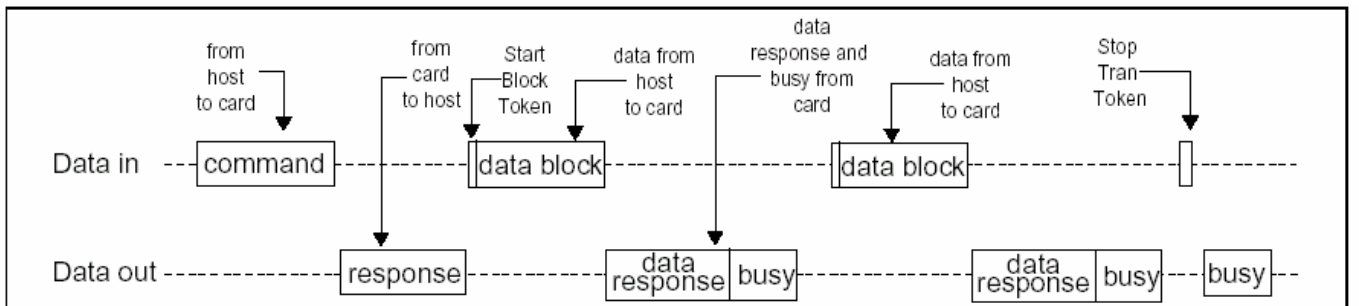 from
host
to card
from
card
to host
Start
Block
Token
data from
host
to card
data
response and
busy from
card
data from
host
to card
Stop
Tran
Token
Data in
command
data block
data block
Data out
response
data
response
busy
data
response
busy
busy